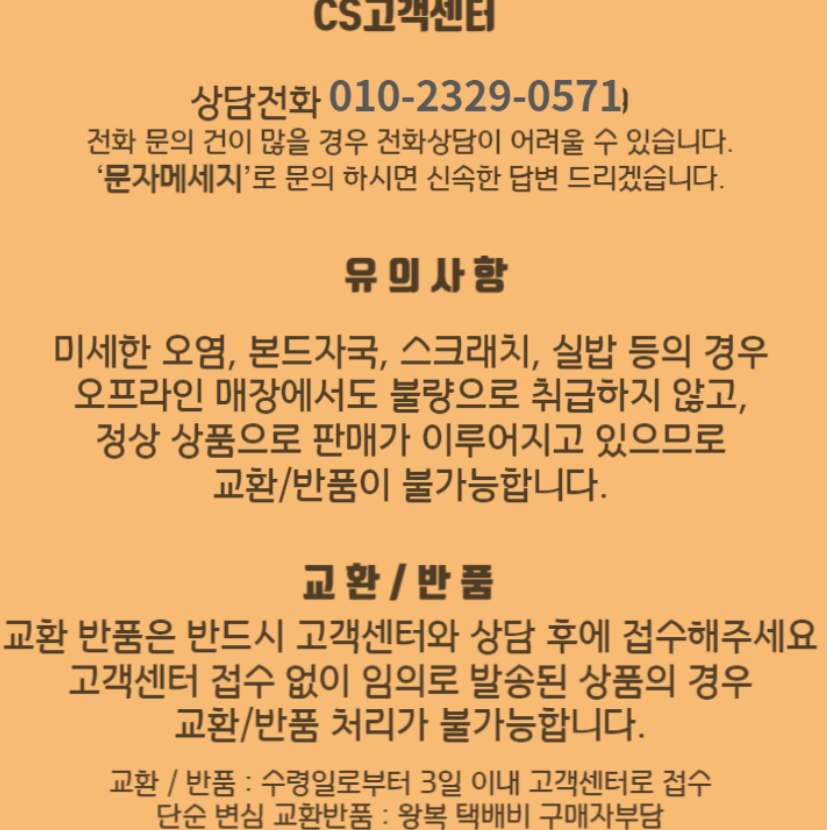 CS고객센터
상담전화 010-2329-0571
전화 문의 건이 많을 경우 전화상담이 어려울 수 있습니다.
‘문자메세지’로 문의 하시면 신속한 답변 드리겠습니다.
유의사항
미세한 오염, 본드자국, 스크래치, 실밥 등의 경우
오프라인 매장에서도 불량으로 취급하지 않고,
정상 상품으로 판매가 이루어지고 있으므로
교환/반품이 불가능합니다.
교환/반품
교환 반품은 반드시 고객센터와 상담 후에 접수해주세요
고객센터 접수 없이 임의로 발송된 상품의 경우
교환/반품 처리가 불가능합니다.
교환 / 반품 : 수령일로부터 3일 이내 고객센터로 접수
단순 변심 교환반품 : 왕복 택배비 구매자부담